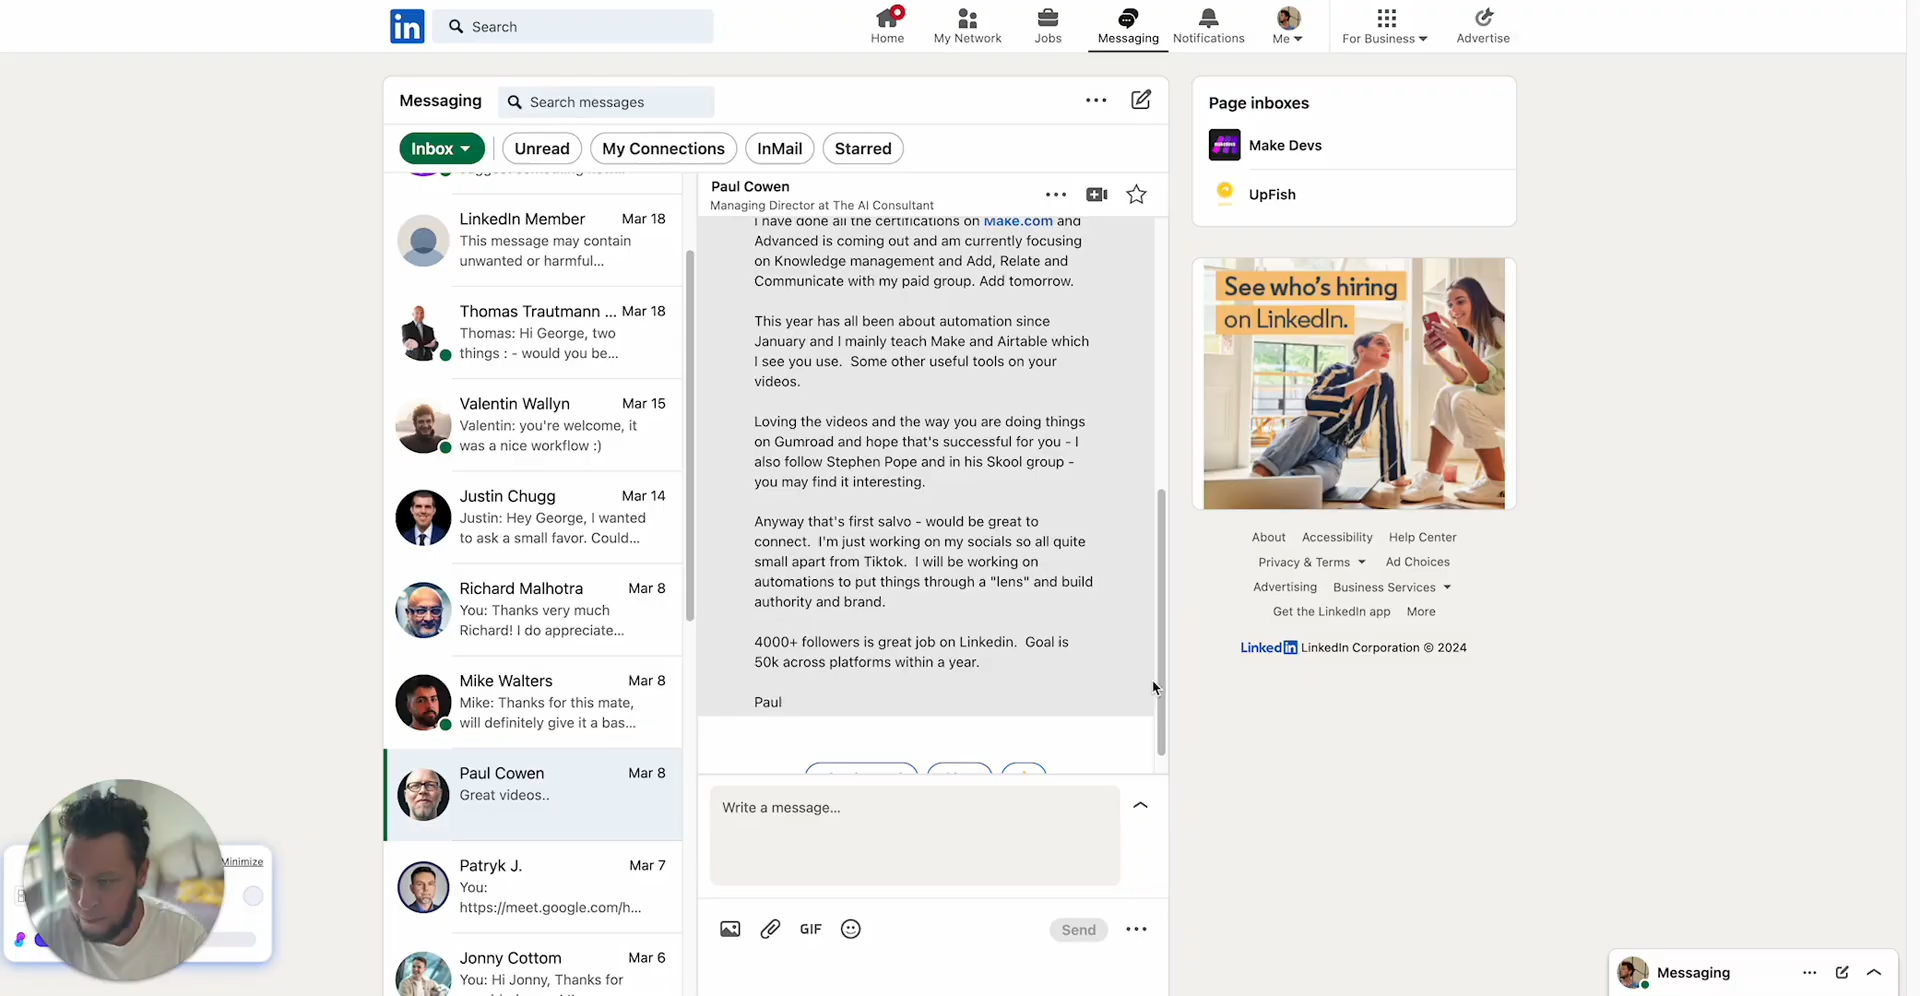 in
Search
Home
My Network
Jobs
Messaging
Notifications
Me
For Business
Advertise
Messaging
Search messages
Inbox
Unread
My Connections
InMail
Starred
LinkedIn Member Mar 18
This message may contain
unwanted or harmful...
Thomas Trautmann ... Mar 18
Thomas: Hi George, two
things : - would you be...
Valentin Wallyn Mar 15
Valentin: you're welcome, it
was a nice workflow :)
Justin Chugg Mar 14
Justin: Hey George, I wanted
to ask a small favor. Could...
Richard Malhotra Mar 8
You: Thanks very much
Richard! I do appreciate...
Mike Walters Mar 8
Mike: Thanks for this mate,
will definitely give it a bas...
Paul Cowen Mar 8
Great videos..
Patryk J. Mar 7
You:
https://meet.google.com/h...
Jonny Cottom Mar 6
You: Hi Jonny, Thanks for
Paul Cowen
Managing Director at The AI Consultant
I have done all the certifications on Make.com and
Advanced is coming out and am currently focusing
on Knowledge management and Add, Relate and
Communicate with my paid group. Add tomorrow.
This year has all been about automation since
January and I mainly teach Make and Airtable which
I see you use.  Some other useful tools on your
videos.
Loving the videos and the way you are doing things
on Gumroad and hope that's successful for you - I
also follow Stephen Pope and in his Skool group -
you may find it interesting.
Anyway that's first salvo - would be great to
connect.  I'm just working on my socials so all quite
small apart from Tiktok.  I will be working on
automations to put things through a "lens" and build
authority and brand.
4000+ followers is great job on Linkedin.  Goal is
50k across platforms within a year.
Paul
Write a message...
GIF
Send
Page inboxes
Make Devs
UpFish
See who's hiring
on LinkedIn.
About Accessibility Help Center
Privacy & Terms Ad Choices
Advertising Business Services
Get the LinkedIn app More
LinkedIn LinkedIn Corporation © 2024
Minimize
Messaging